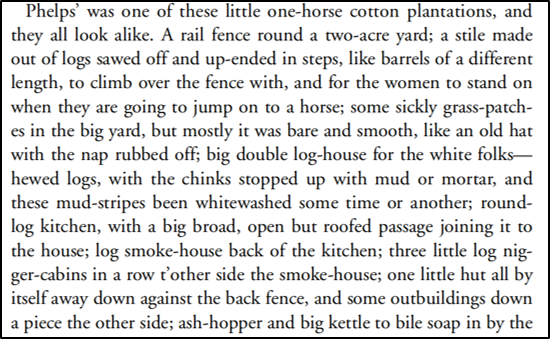 Phelps' was one of these little one-horse cotton plantations, and
they all look alike. A rail fence round a two-acre yard; a stile made
out of logs sawed off and up-ended in steps, like barrels of a different
length, to climb over the fence with, and for the women to stand on
when they are going to jump on to a horse; some sickly grass-patch-
es in the big yard, but mostly it was bare and smooth, like an old hat
with the nap rubbed off; big double log-house for the white folks—
hewed logs, with the chinks stopped up with mud or mortar, and
these mud-stripes been whitewashed some time or another; round-
log kitchen, with a big broad, open but roofed passage joining it to
the house; log smoke-house back of the kitchen; three little log nig-
ger-cabins in a row t'other side the smoke-house; one little hut all by
itself away down against the back fence, and some outbuildings down
a piece the other side; ash-hopper and big kettle to bile soap in by the